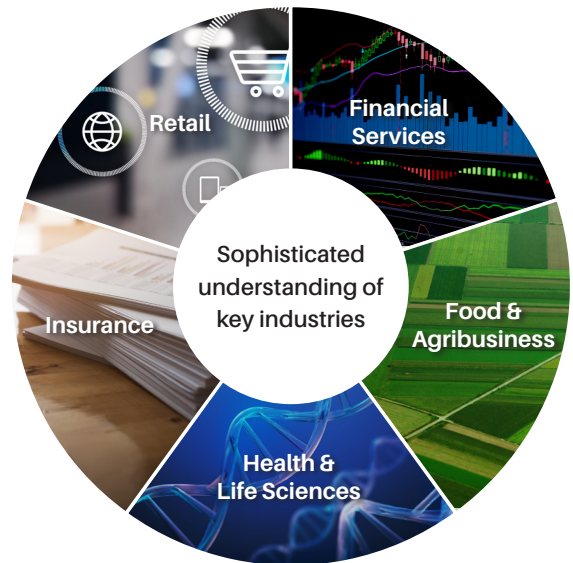 Retail
Financial
Services
Sophisticated
understanding of
key industries
Insurance
Food &
Agribusiness
Health &
Life Sciences